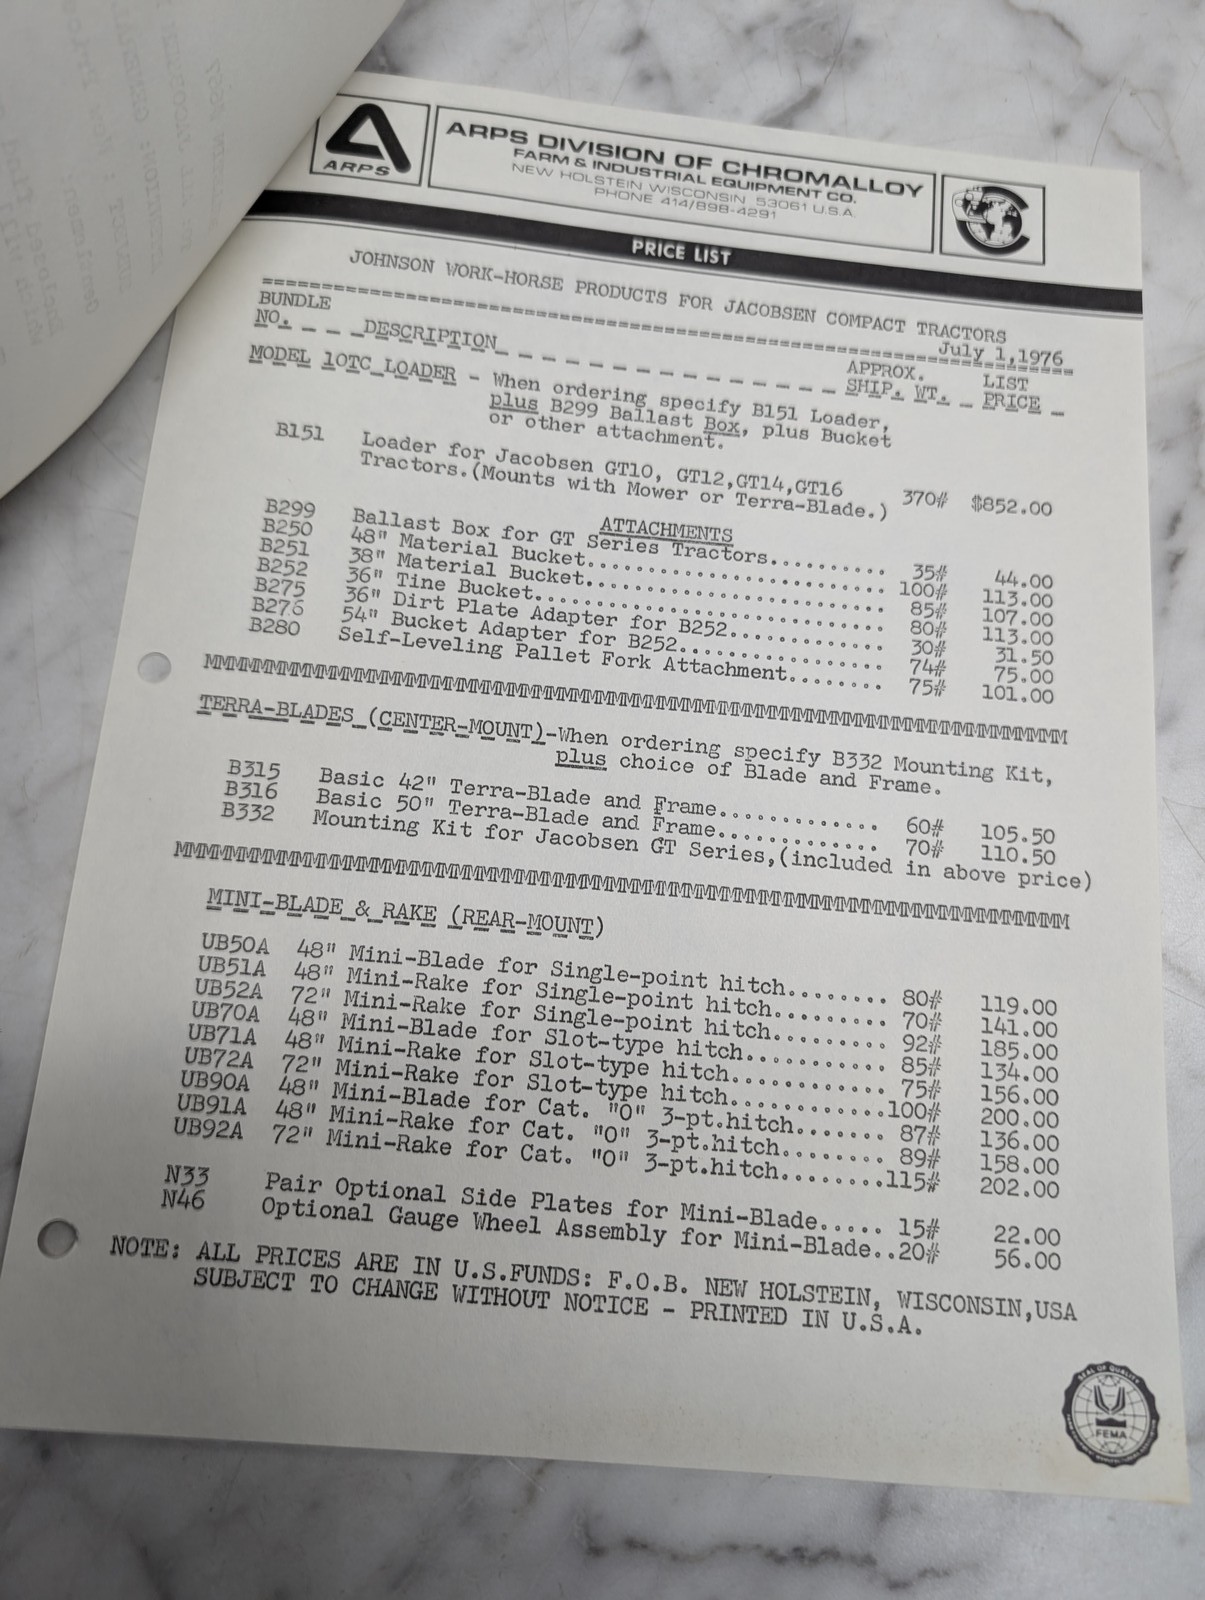 ARPS
ARPS DIVISION OF CHROMALLOY
FARM & INDUSTRIAL EQUIPMENT CO.
NEW HOLSTEIN WISCONSIN 53061 U.S.A.
PHONE 414/898-4291
PRICE LIST
JOHNSON WORK-HORSE PRODUCTS FOR JACOBSEN COMPACT TRACTORS
July 1,1976
BUNDLE NO. DESCRIPTION APPROX. SHIP. WT. LIST PRICE
MODEL 10TC LOADER - When ordering specify B151 Loader,
plus B299 Ballast Box, plus Bucket
or other attachment.
B151 Loader for Jacobsen GT10, GT12,GT14,GT16
Tractors.(Mounts with Mower or Terra-Blade.) 370# $852.00
ATTACHMENTS
B299 Ballast Box for GT Series Tractors.......... 35# 44.00
B250 48" Material Bucket.......................... 100# 113.00
B251 38" Material Bucket.......................... 85# 107.00
B252 36" Tine Bucket.............................. 80# 113.00
B275 36" Dirt Plate Adapter for B252............. 30# 31.50
B276 54" Bucket Adapter for B252................. 74# 75.00
B280 Self-Leveling Pallet Fork Attachment........ 75# 101.00
MMMMMMMMMMMMMMMMMMMMMMMMMMMMMMMMMMMMMMMMMMMMMMMMMMMMMMMMMMMMMMMMMMMMMM
TERRA-BLADES (CENTER-MOUNT)-When ordering specify B332 Mounting Kit,
plus choice of Blade and Frame.
B315 Basic 42" Terra-Blade and Frame............. 60# 105.50
B316 Basic 50" Terra-Blade and Frame............. 70# 110.50
B332 Mounting Kit for Jacobsen GT Series,(included in above price)
MMMMMMMMMMMMMMMMMMMMMMMMMMMMMMMMMMMMMMMMMMMMMMMMMMMMMMMMMMMMMMMMMMMMMM
MINI-BLADE & RAKE (REAR-MOUNT)
UB50A 48" Mini-Blade for Single-point hitch........ 80# 119.00
UB51A 48" Mini-Rake for Single-point hitch......... 70# 141.00
UB52A 72" Mini-Rake for Single-point hitch......... 92# 185.00
UB70A 48" Mini-Blade for Slot-type hitch........... 85# 134.00
UB71A 48" Mini-Rake for Slot-type hitch............ 75# 156.00
UB72A 72" Mini-Rake for Slot-type hitch............100# 200.00
UB90A 48" Mini-Blade for Cat. "O" 3-pt.hitch....... 87# 136.00
UB91A 48" Mini-Rake for Cat. "O" 3-pt.hitch........ 89# 158.00
UB92A 72" Mini-Rake for Cat. "O" 3-pt.hitch........115# 202.00
N33 Pair Optional Side Plates for Mini-Blade..... 15# 22.00
N46 Optional Gauge Wheel Assembly for Mini-Blade..20# 56.00
NOTE: ALL PRICES ARE IN U.S.FUNDS: F.O.B. NEW HOLSTEIN, WISCONSIN,USA
SUBJECT TO CHANGE WITHOUT NOTICE - PRINTED IN U.S.A.
SEAL OF QUALITY
FEMA